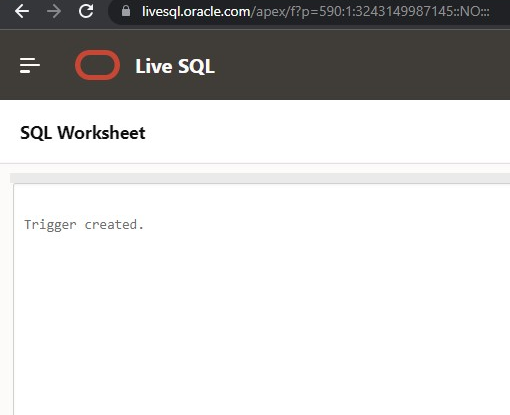 livesql.oracle.com/apex/f?p=590:1:3243149987145::NO:::
Live SQL
SQL Worksheet
Trigger created.